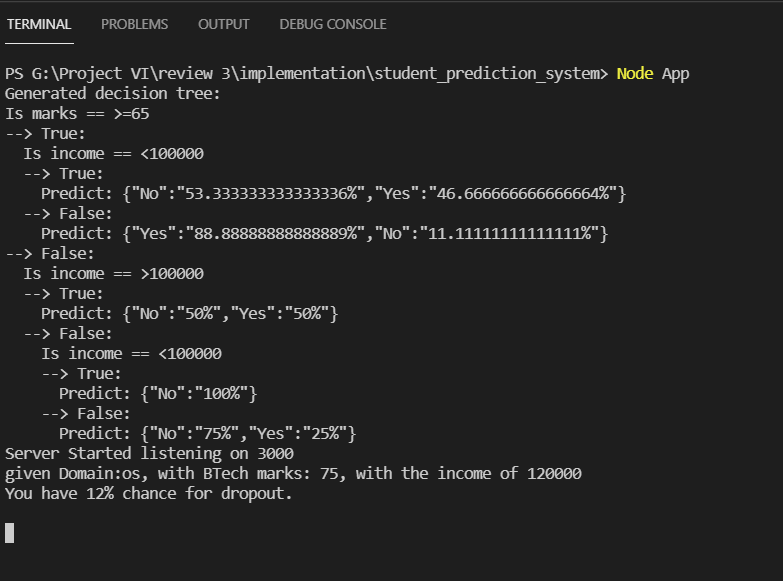 TERMINAL PROBLEMS OUTPUT DEBUG CONSOLE
PS G:\Project VI\review 3\implementation\student_prediction_system> Node App
Generated decision tree:
Is marks == >=65
--> True:
  Is income == <100000
  --> True:
    Predict: {"No":"53.333333333333336%","Yes":"46.666666666666664%"}
  --> False:
    Predict: {"Yes":"88.88888888888889%","No":"11.11111111111111%"}
--> False:
  Is income == >100000
  --> True:
    Predict: {"No":"50%","Yes":"50%"}
  --> False:
    Is income == <100000
    --> True:
      Predict: {"No":"100%"}
    --> False:
      Predict: {"No":"75%","Yes":"25%"}
Server Started listening on 3000
given Domain:os, with BTech marks: 75, with the income of 120000
You have 12% chance for dropout.